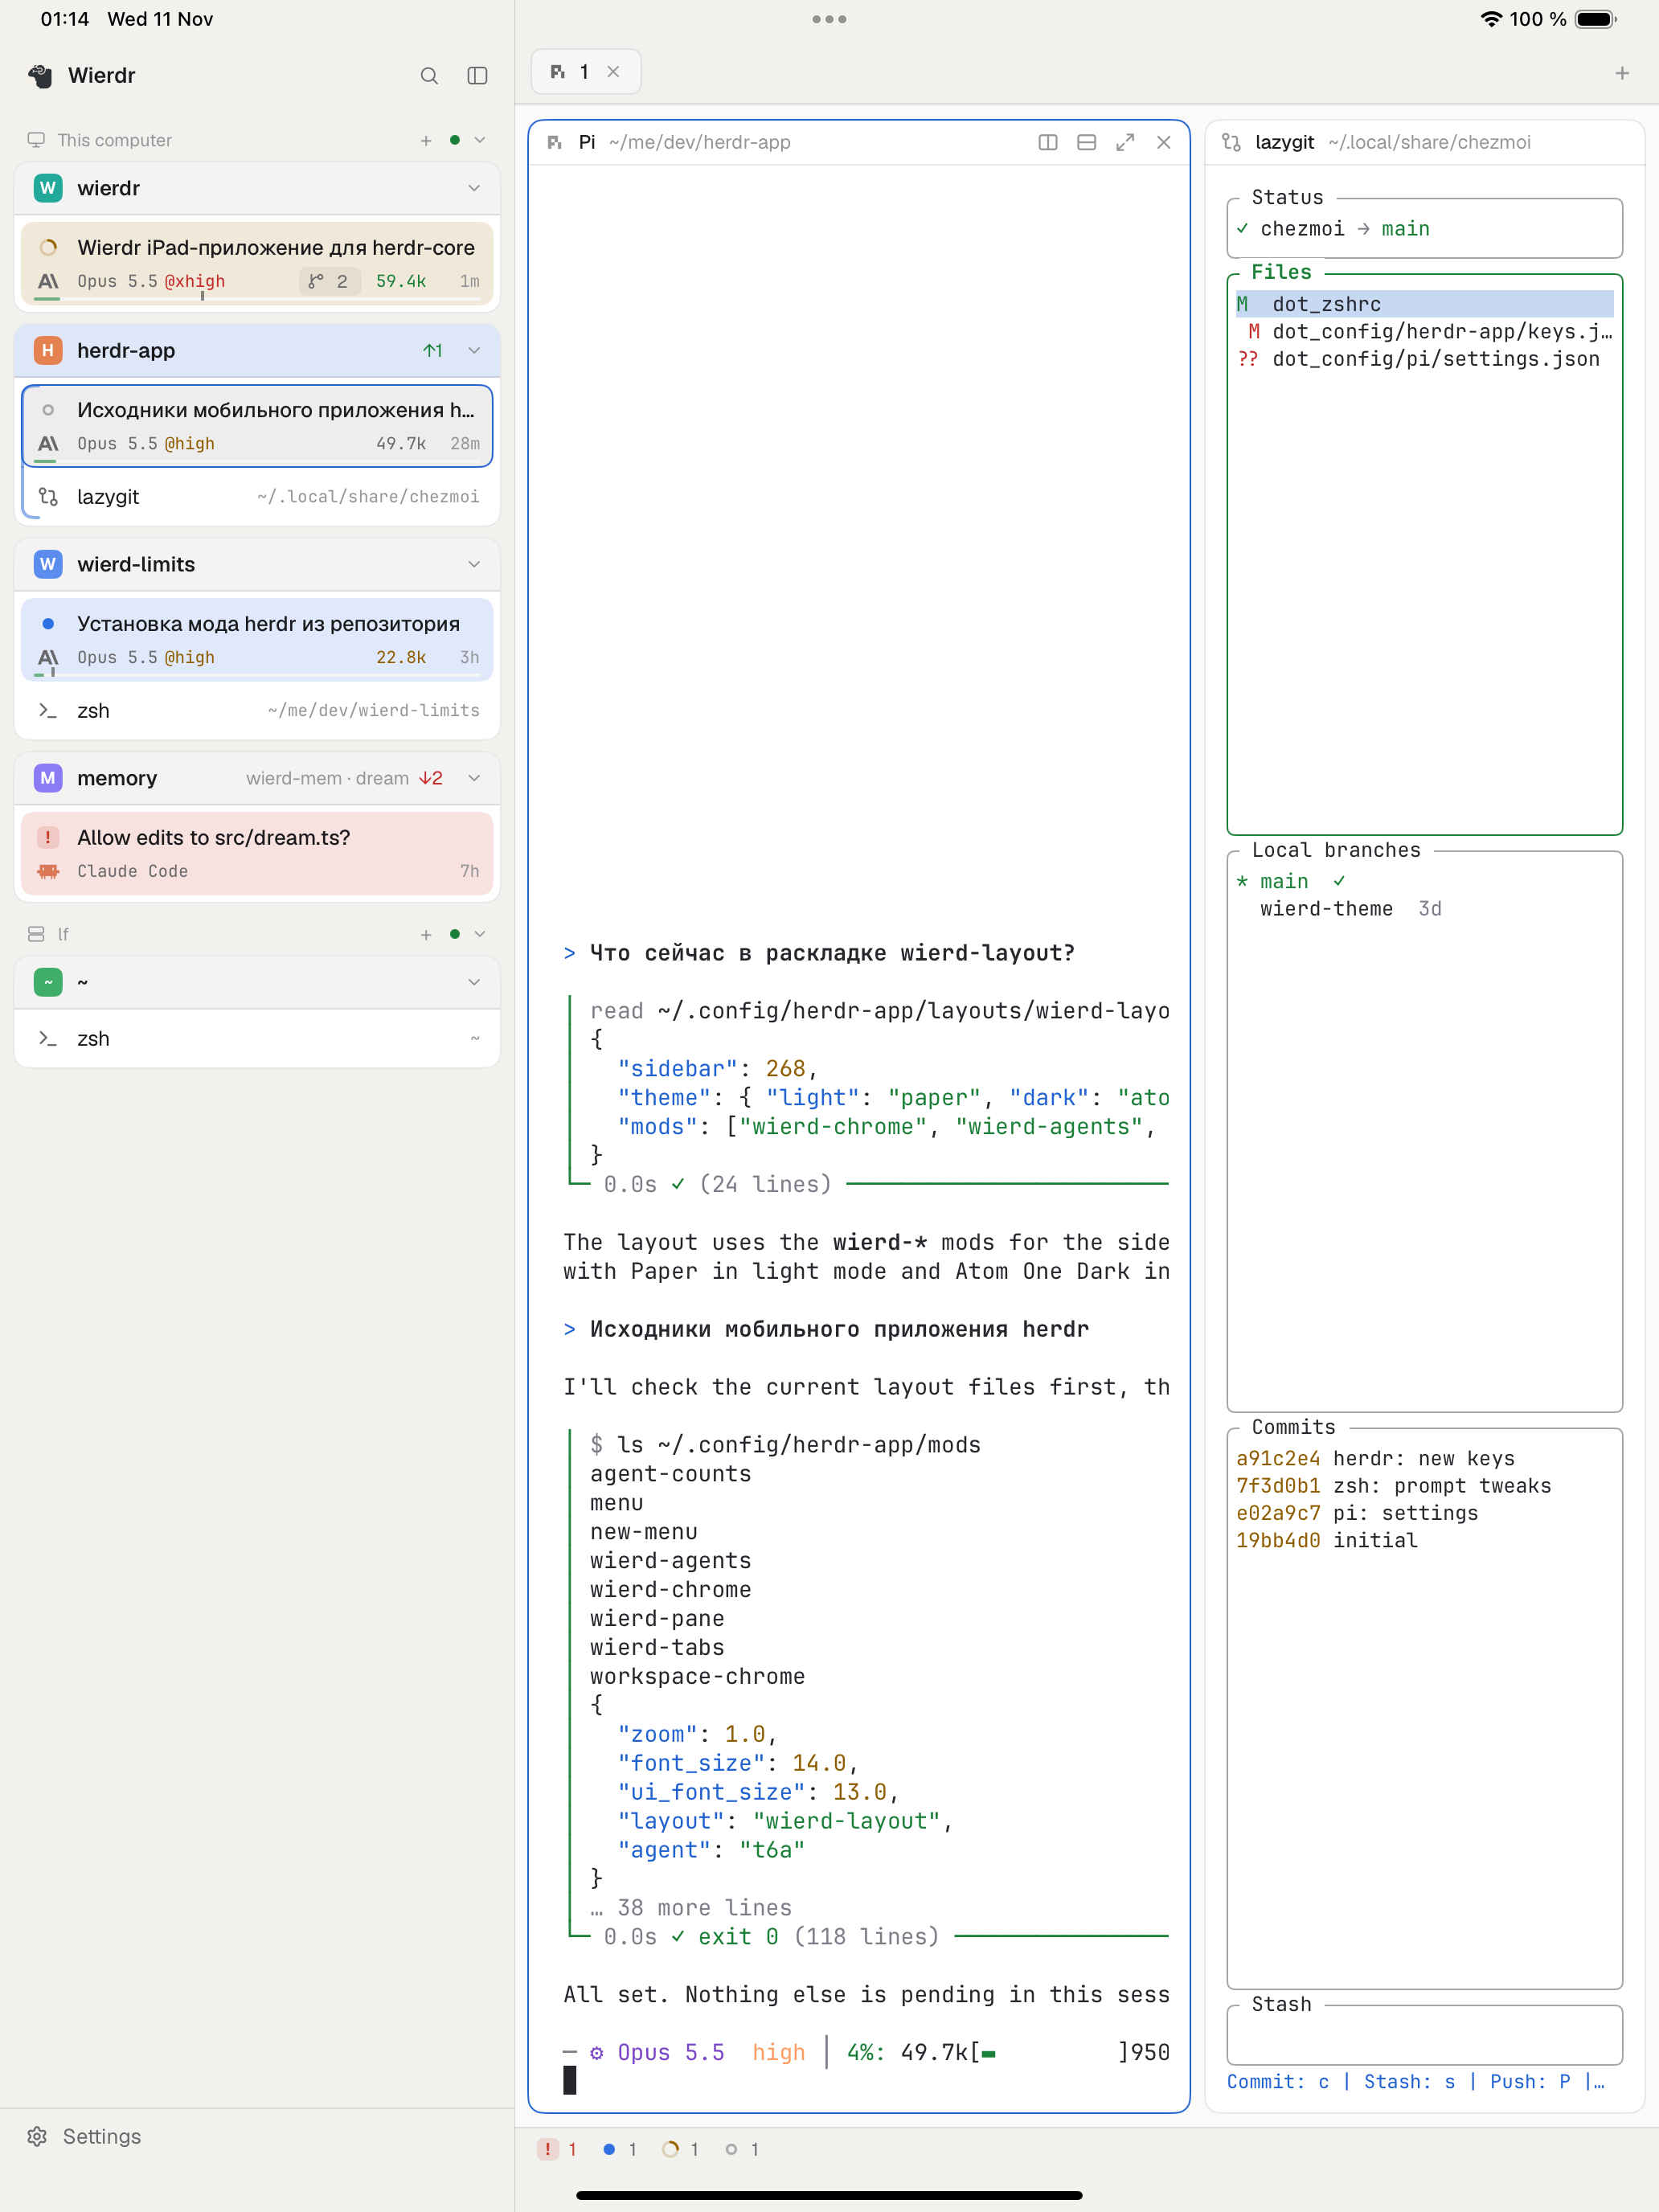 01:14 Wed 11 Nov
100 %
Wierdr
This computer
W wierdr
Wierdr iPad-приложение для herdr-core
Opus 5.5 @xhigh 2 59.4k 1m
H herdr-app ↑1
Исходники мобильного приложения h…
Opus 5.5 @high 49.7k 28m
lazygit ~/.local/share/chezmoi
W wierd-limits
Установка мода herdr из репозитория
Opus 5.5 @high 22.8k 3h
zsh ~/me/dev/wierd-limits
M memory wierd-mem · dream ↓2
! Allow edits to src/dream.ts?
Claude Code 7h
lf
~ ~
zsh ~
Settings
1
Pi ~/me/dev/herdr-app
> Что сейчас в раскладке wierd-layout?
read ~/.config/herdr-app/layouts/wierd-layo
{
"sidebar": 268,
"theme": { "light": "paper", "dark": "ato
"mods": ["wierd-chrome", "wierd-agents",
}
0.0s ✓ (24 lines)
The layout uses the wierd-* mods for the side
with Paper in light mode and Atom One Dark in
> Исходники мобильного приложения herdr
I'll check the current layout files first, th
$ ls ~/.config/herdr-app/mods
agent-counts
menu
new-menu
wierd-agents
wierd-chrome
wierd-pane
wierd-tabs
workspace-chrome
{
"zoom": 1.0,
"font_size": 14.0,
"ui_font_size": 13.0,
"layout": "wierd-layout",
"agent": "t6a"
}
… 38 more lines
0.0s ✓ exit 0 (118 lines)
All set. Nothing else is pending in this sess
— ⚙ Opus 5.5 high │ 4%: 49.7k[▬ ]950
lazygit ~/.local/share/chezmoi
Status
✓ chezmoi → main
Files
M dot_zshrc
M dot_config/herdr-app/keys.j…
?? dot_config/pi/settings.json
Local branches
* main ✓
wierd-theme 3d
Commits
a91c2e4 herdr: new keys
7f3d0b1 zsh: prompt tweaks
e02a9c7 pi: settings
19bb4d0 initial
Stash
Commit: c | Stash: s | Push: P |…
! 1 1 1 1